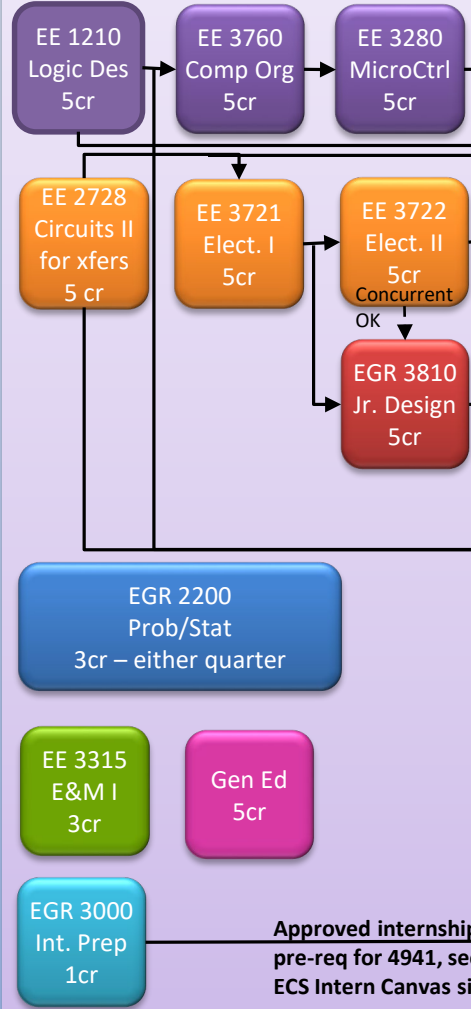 EE 1210
Logic Des
5cr
EE 3760
Comp Org
5cr
EE 3280
MicroCtrl
5cr
EE 2728
Circuits II
for xfers
5 cr
EE 3721
Elect. I
5cr
EE 3722
Elect. II
5cr
Concurrent
OK
EGR 3810
Jr. Design
5cr
EGR 2200
Prob/Stat
3cr – either quarter
EE 3315
E&M I
3cr
Gen Ed
5cr
EGR 3000
Int. Prep
1cr
Approved internship
pre-req for 4941, see
ECS Intern Canvas si